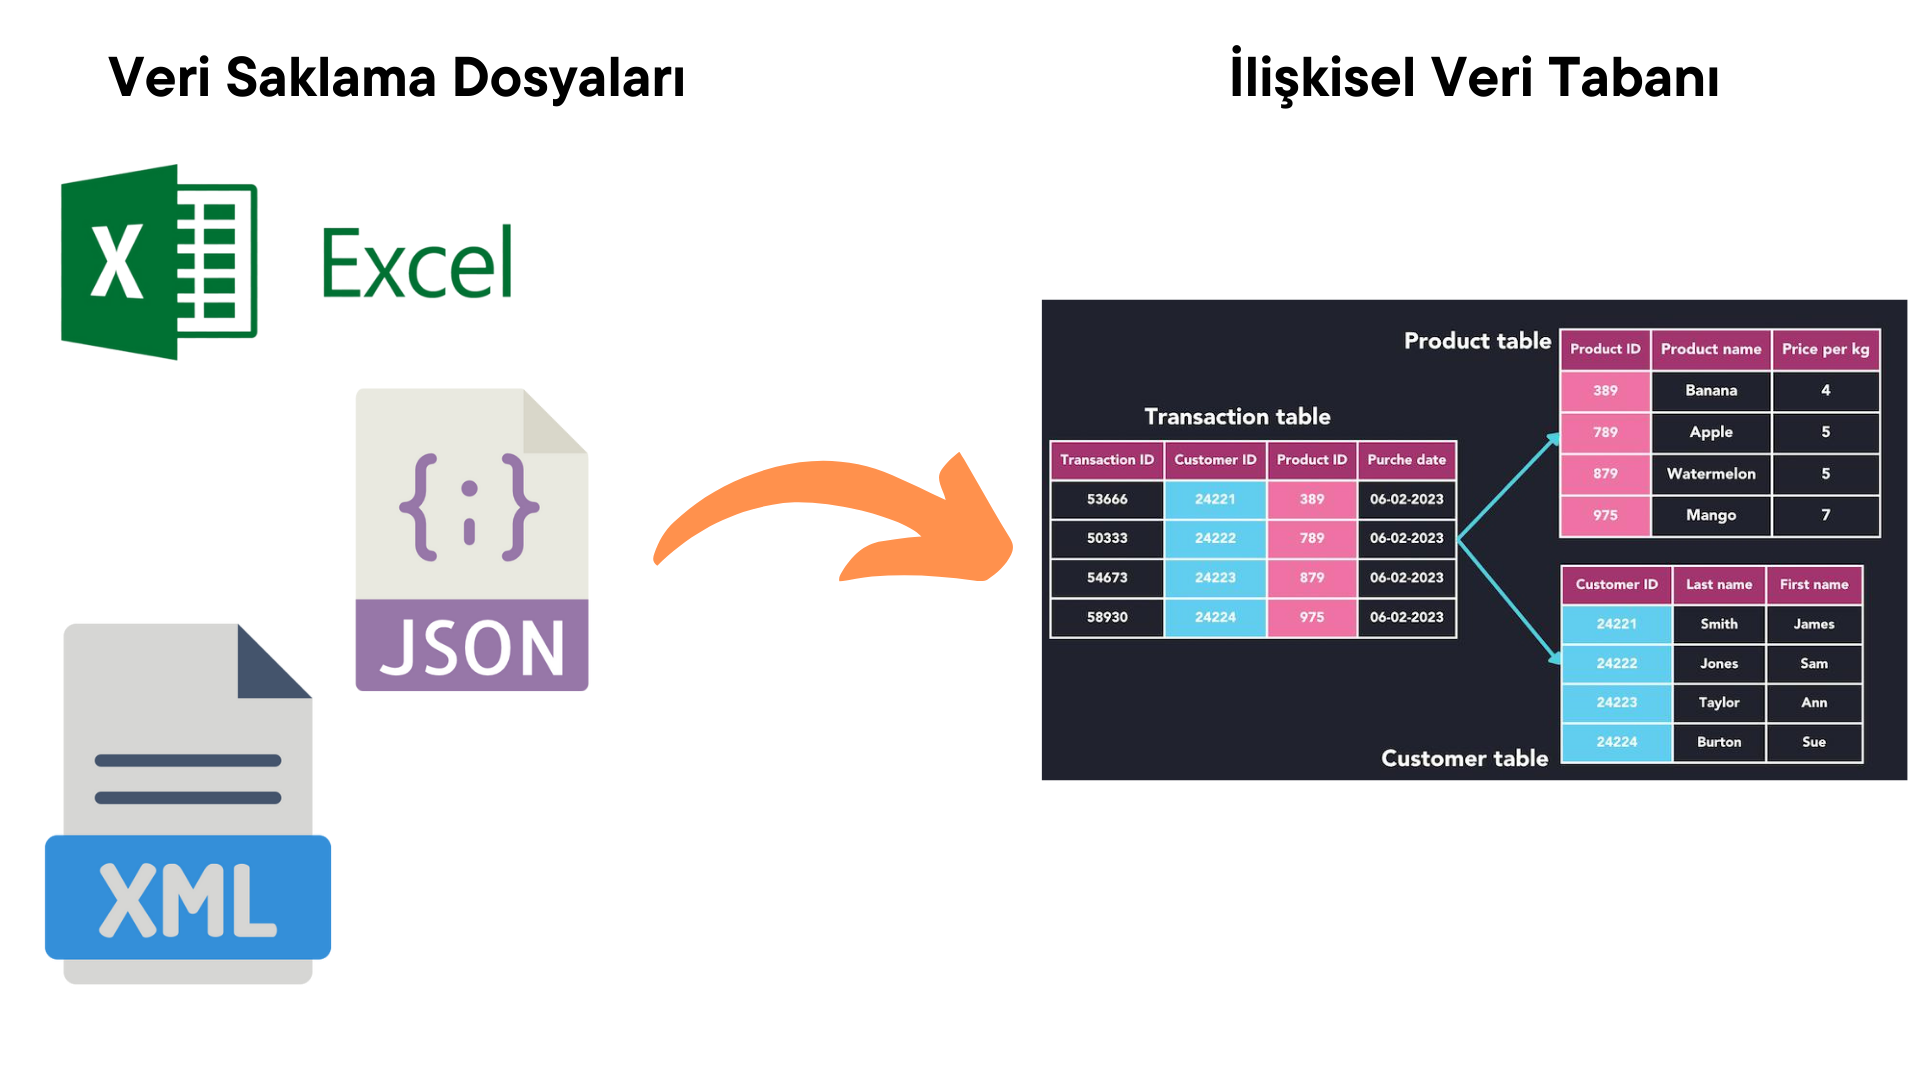 Veri Saklama Dosyaları
İlişkisel Veri Tabanı
X
Excel
{;}
JSON
XML
Product table
Product ID Product name Price per kg
389 Banana 4
789 Apple 5
879 Watermelon 5
975 Mango 7
Transaction table
Transaction ID Customer ID Product ID Purche date
53666 24221 389 06-02-2023
50333 24222 789 06-02-2023
54673 24223 879 06-02-2023
58930 24224 975 06-02-2023
Customer ID Last name First name
24221 Smith James
24222 Jones Sam
24223 Taylor Ann
24224 Burton Sue
Customer table